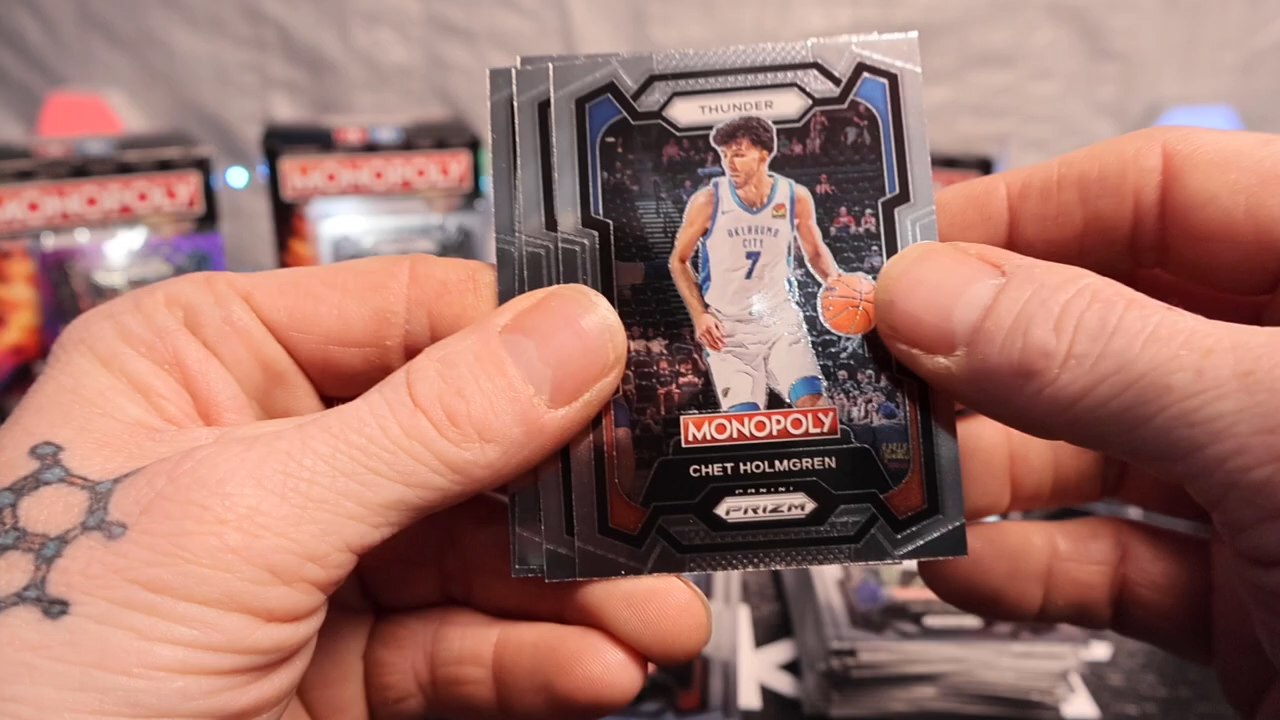 MONOPOLY
MONOPOLY
THUNDER
OKLAHOMA
CITY
7
MONOPOLY
CHET HOLMGREN
PANINI
PRIZM